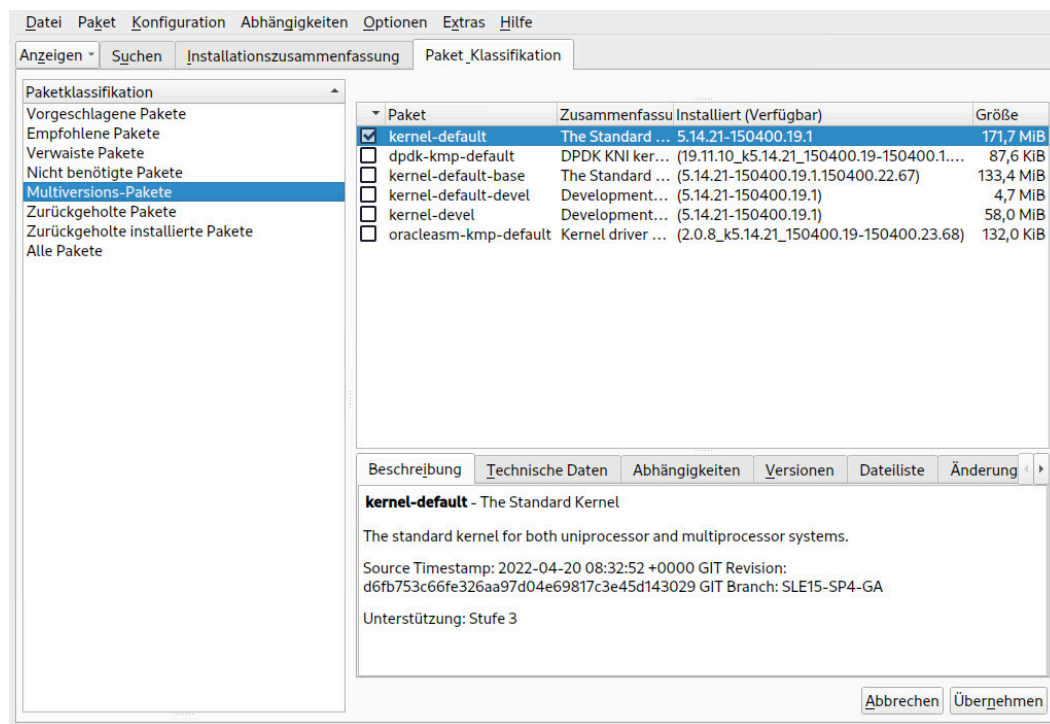 Datei Paket Konfiguration Abhängigkeiten Optionen Extras Hilfe
Anzeigen Suchen Installationszusammenfassung Paket_Klassifikation
Paketklassifikation
Vorgeschlagene Pakete
Empfohlene Pakete
Verwaiste Pakete
Nicht benötigte Pakete
Multiversions-Pakete
Zurückgeholte Pakete
Zurückgeholte installierte Pakete
Alle Pakete
Paket Zusammenfassu Installiert (Verfügbar) Größe
kernel-default The Standard ... 5.14.21-150400.19.1 171,7 MiB
dpdk-kmp-default DPDK KNI ker... (19.11.10_k5.14.21_150400.19-150400.1.... 87,6 KiB
kernel-default-base The Standard ... (5.14.21-150400.19.1.150400.22.67) 133,4 MiB
kernel-default-devel Development... (5.14.21-150400.19.1) 4,7 MiB
kernel-devel Development... (5.14.21-150400.19.1) 58,0 MiB
oracleasm-kmp-default Kernel driver ... (2.0.8_k5.14.21_150400.19-150400.23.68) 132,0 KiB
Beschreibung Technische Daten Abhängigkeiten Versionen Dateiliste Änderung
kernel-default - The Standard Kernel
The standard kernel for both uniprocessor and multiprocessor systems.
Source Timestamp: 2022-04-20 08:32:52 +0000 GIT Revision:
d6fb753c66fe326aa97d04e69817c3e45d143029 GIT Branch: SLE15-SP4-GA
Unterstützung: Stufe 3
Abbrechen Übernehmen